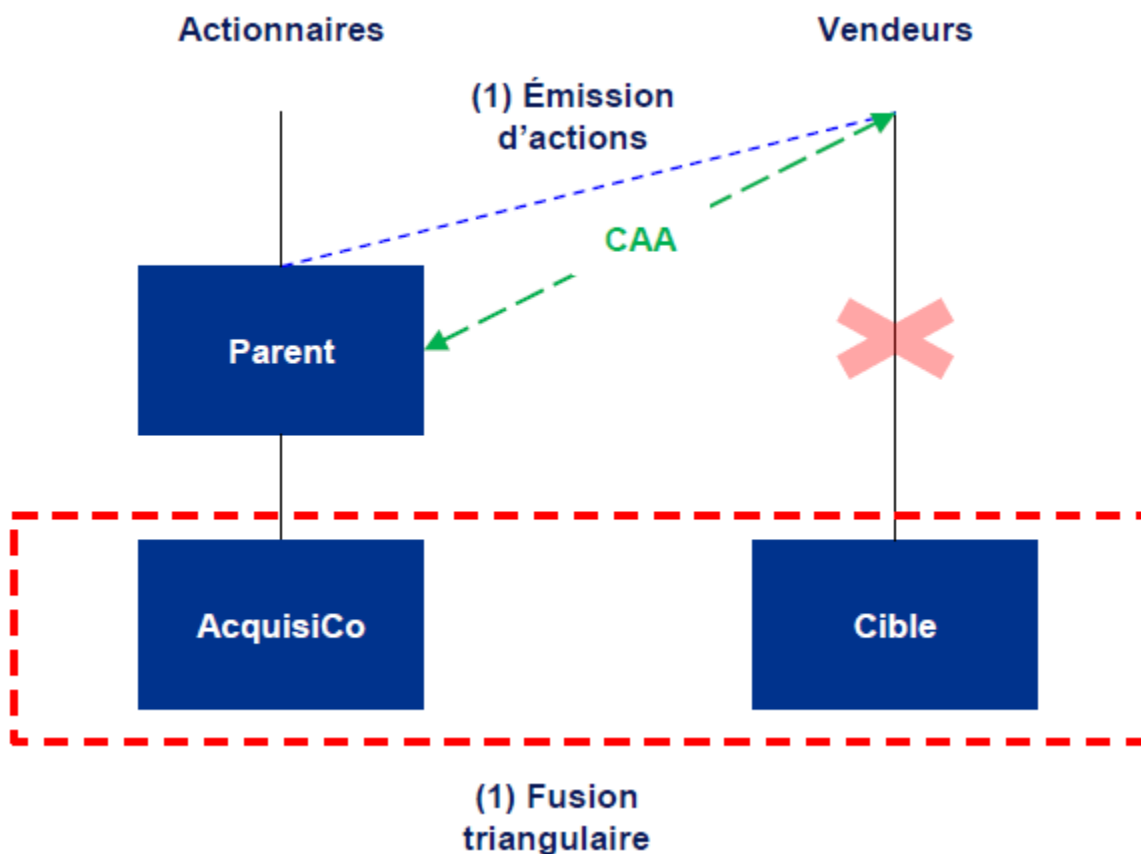 Actionnaires
Vendeurs
(1) Émission
d'actions
CAA
Parent
AcquisiCo
Cible
(1) Fusion
triangulaire